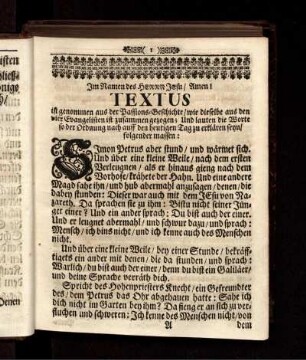 isten
hließ
önige
den/
Denen
1
Im Namen des HERRRN Jesu/ Amen!
TEXTUS
ist genommen aus der Passions-Geschichte/ wie dieselbe aus den
vier Evangelisten ist zusammen gezogen; Und lauten die Worte
so der Ordnung nach auff den heutigen Tag zu erklären seyn/
folgender massen:
Simon Petrus aber stund/ und wärmet sich.
Und über eine kleine Weile/ nach dem ersten
Verleugnen/ als er hinaus gieng nach dem
Vorhofe/ krähete der Hahn. Und eine andere
Magd sahe ihn/ und hub abermahl anzusagen/ denen/ die
dabey stunden: Dieser war auch mit dem JEsu von Na-
zareth. Da sprachen sie zu ihm: Bistu nicht seiner Jün-
ger einer? Und ein ander sprach: Du bist auch der einer.
Und er leugnet abermahl/ und schwur dazu/ und sprach:
Mensch/ ich bins nicht/ und ich kenne auch des Menschen
nicht.
Und über eine kleine Weile/ bey einer Stunde/ bekräff-
tigets ein ander mit denen/ die da stunden/ und sprach:
Warlich/ du bist auch der einer/ denn du bist ein Galiläer/
und deine Sprache verräth dich.
Spricht des Hohenpriesters Knecht/ ein Gefreundter
des/ dem Petrus das Ohr abgehauen hatte: Sahe ich
dich nicht im Garten bey ihm? Da fieng er an sich zu ver-
fluchen und schweren: Ich kenne des Menschen nicht/ von
A dem